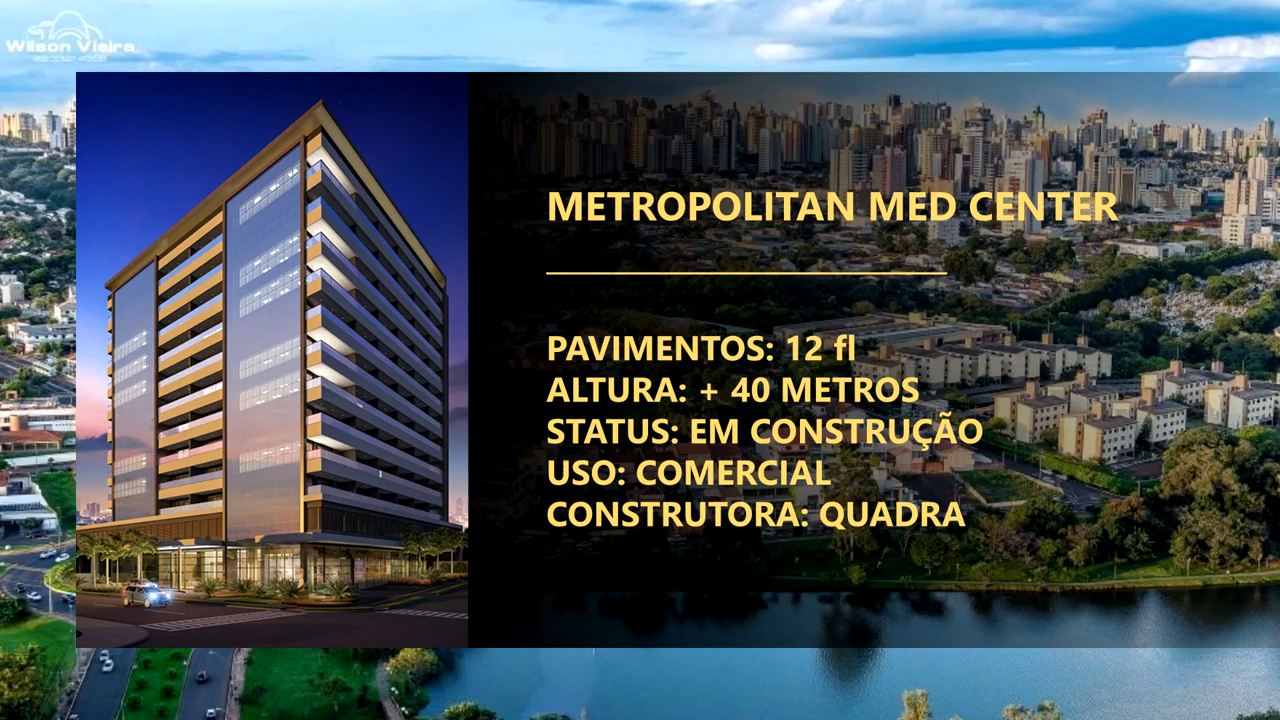 Wilson Vieira
METROPOLITAN MED CENTER
PAVIMENTOS: 12 fl
ALTURA: + 40 METROS
STATUS: EM CONSTRUÇÃO
USO: COMERCIAL
CONSTRUTORA: QUADRA